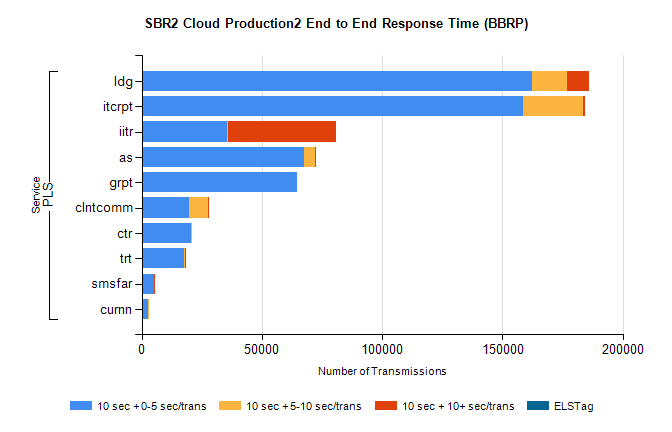 SBR2 Cloud Production2 End to End Response Time (BBRP)
ldg
itcrpt
iitr
as
grpt
clntcomm
ctr
trt
smsfar
cumn
Service
PLS
0 50000 100000 150000 200000
Number of Transmissions
10 sec +0-5 sec/trans 10 sec +5-10 sec/trans 10 sec + 10+ sec/trans ELSTag